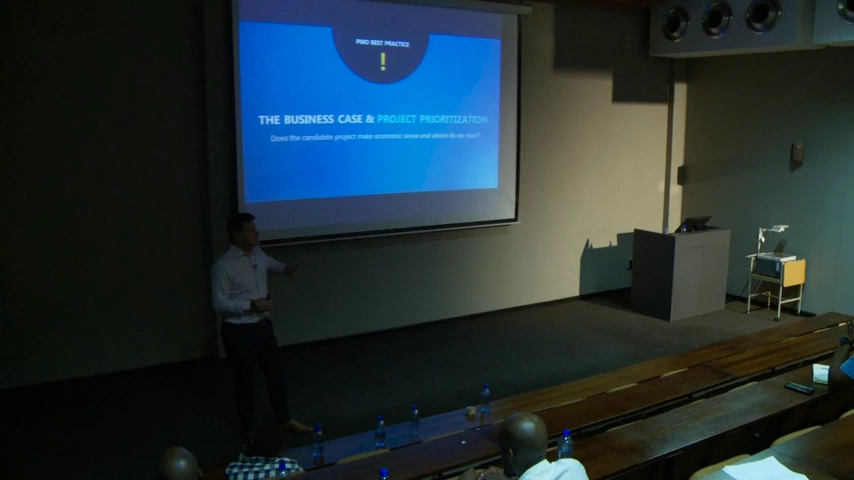 PMO BEST PRACTICE
!
THE BUSINESS CASE & PROJECT PRIORITIZATION
Does the candidate project make economic sense and where do we start?